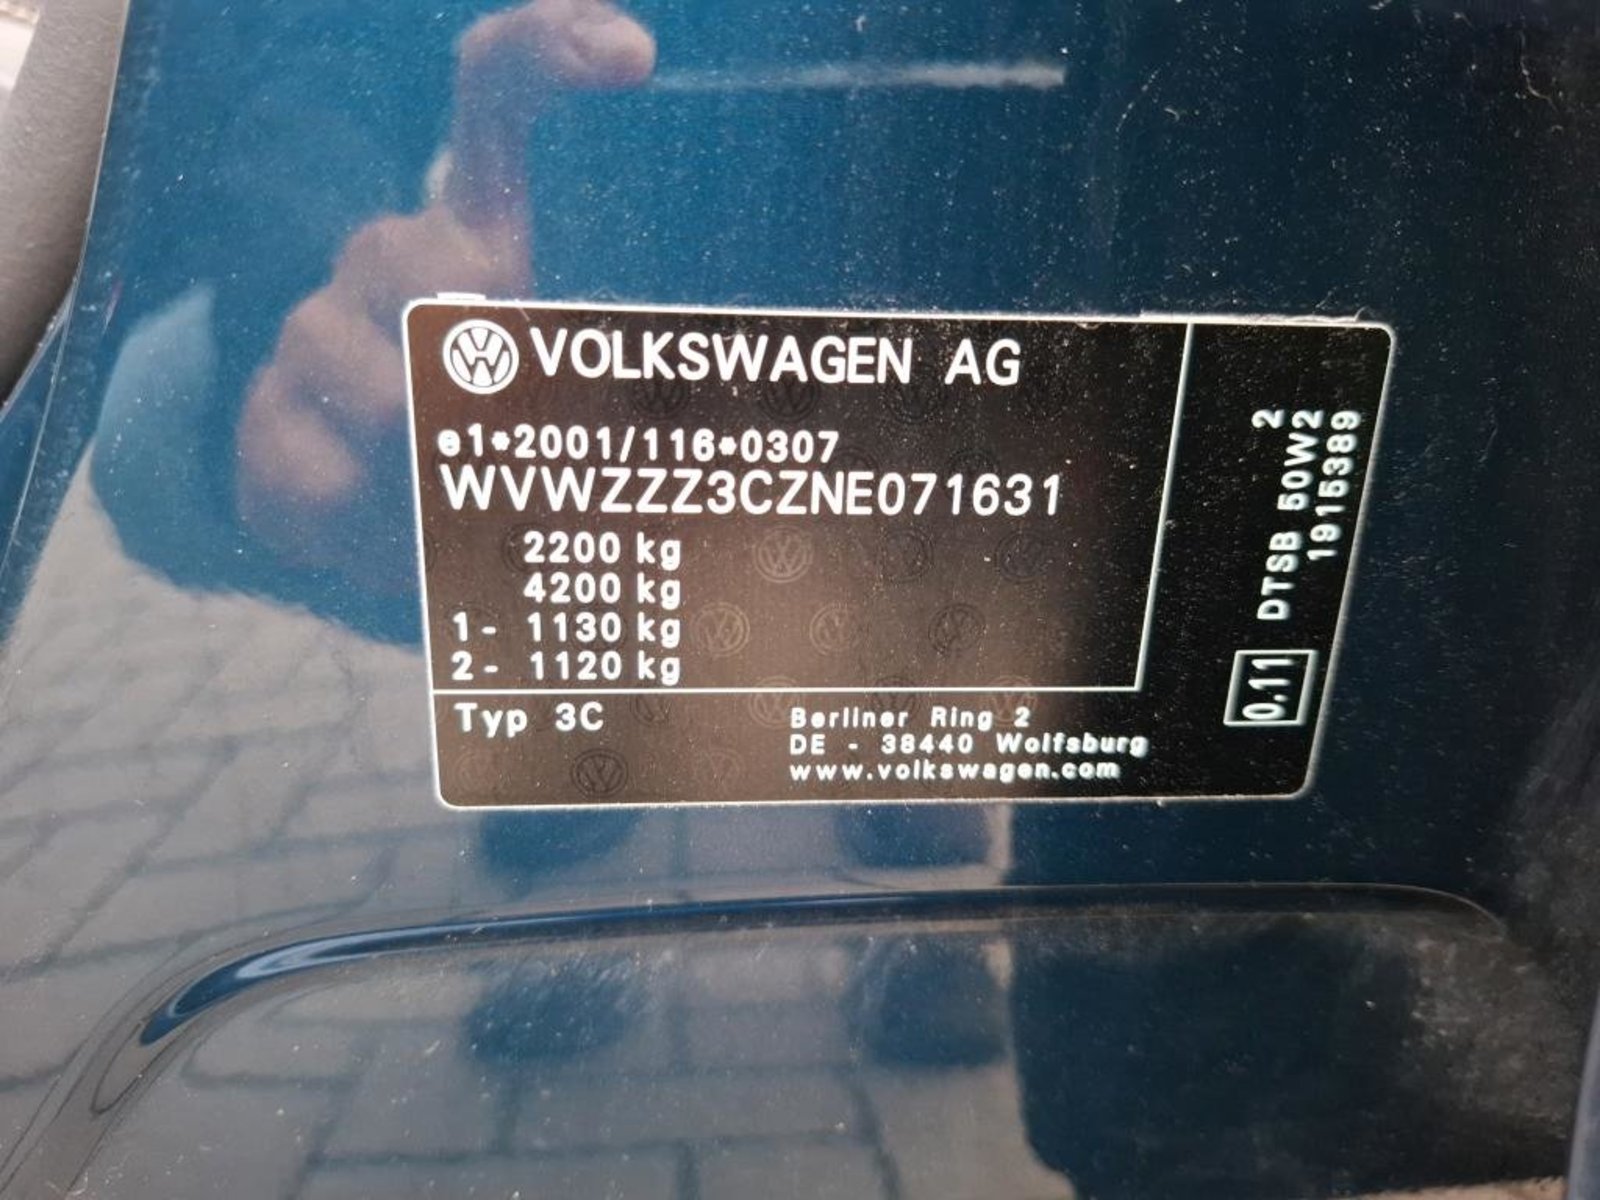 VOLKSWAGEN AG
e1*2001/116*0307
WVWZZZ3CZNE071631
2200 kg
4200 kg
1- 1130 kg
2- 1120 kg
Typ 3C
Berliner Ring 2
DE - 38440 Wolfsburg
www.volkswagen.com
2
DTSB 50W2
1915389
0.11